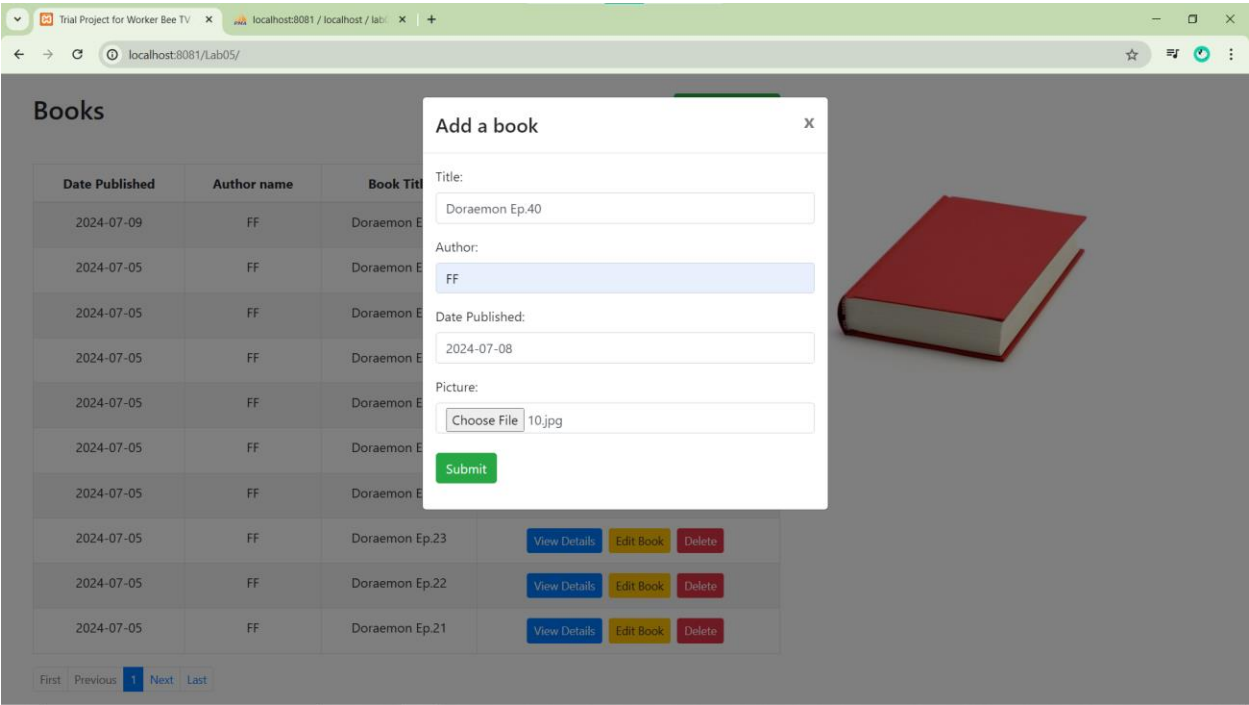 Trial Project for Worker Bee TV
localhost:8081 / localhost / lab
localhost:8081/Lab05/
Books
Add a book
X
Title:
Doraemon Ep.40
Author:
FF
Date Published:
2024-07-08
Picture:
Choose File 10.jpg
Submit
Date Published Author name Book Titl
2024-07-09 FF Doraemon E
2024-07-05 FF Doraemon E
2024-07-05 FF Doraemon E
2024-07-05 FF Doraemon E
2024-07-05 FF Doraemon E
2024-07-05 FF Doraemon E
2024-07-05 FF Doraemon E
2024-07-05 FF Doraemon Ep.23 View Details Edit Book Delete
2024-07-05 FF Doraemon Ep.22 View Details Edit Book Delete
2024-07-05 FF Doraemon Ep.21 View Details Edit Book Delete
First Previous 1 Next Last